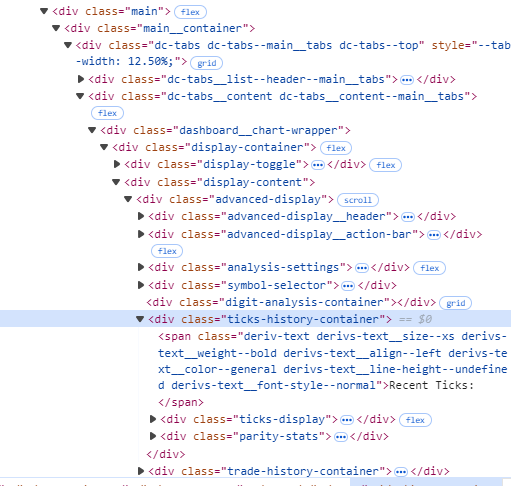 <div class="main"> flex
<div class="main__container">
<div class="dc-tabs dc-tabs--main__tabs dc-tabs--top" style="--tab
-width: 12.50%;"> grid
<div class="dc-tabs__list--header--main__tabs"> ••• </div>
<div class="dc-tabs__content dc-tabs__content--main__tabs">
flex
<div class="dashboard__chart-wrapper">
<div class="display-container"> flex
<div class="display-toggle"> ••• </div> flex
<div class="display-content">
<div class="advanced-display"> scroll
<div class="advanced-display__header"> ••• </div>
<div class="advanced-display__action-bar"> ••• </div>
flex
<div class="analysis-settings"> ••• </div> flex
<div class="symbol-selector"> ••• </div>
<div class="digit-analysis-container"></div> grid
<div class="ticks-history-container"> == $0
<span class="deriv-text derivs-text__size--xs derivs-
text__weight--bold derivs-text__align--left derivs-te
xt__color--general derivs-text__line-height--undefine
d derivs-text__font-style--normal">Recent Ticks:
</span>
<div class="ticks-display"> ••• </div> flex
<div class="parity-stats"> ••• </div>
</div>
<div class="trade-history-container"> ••• </div>